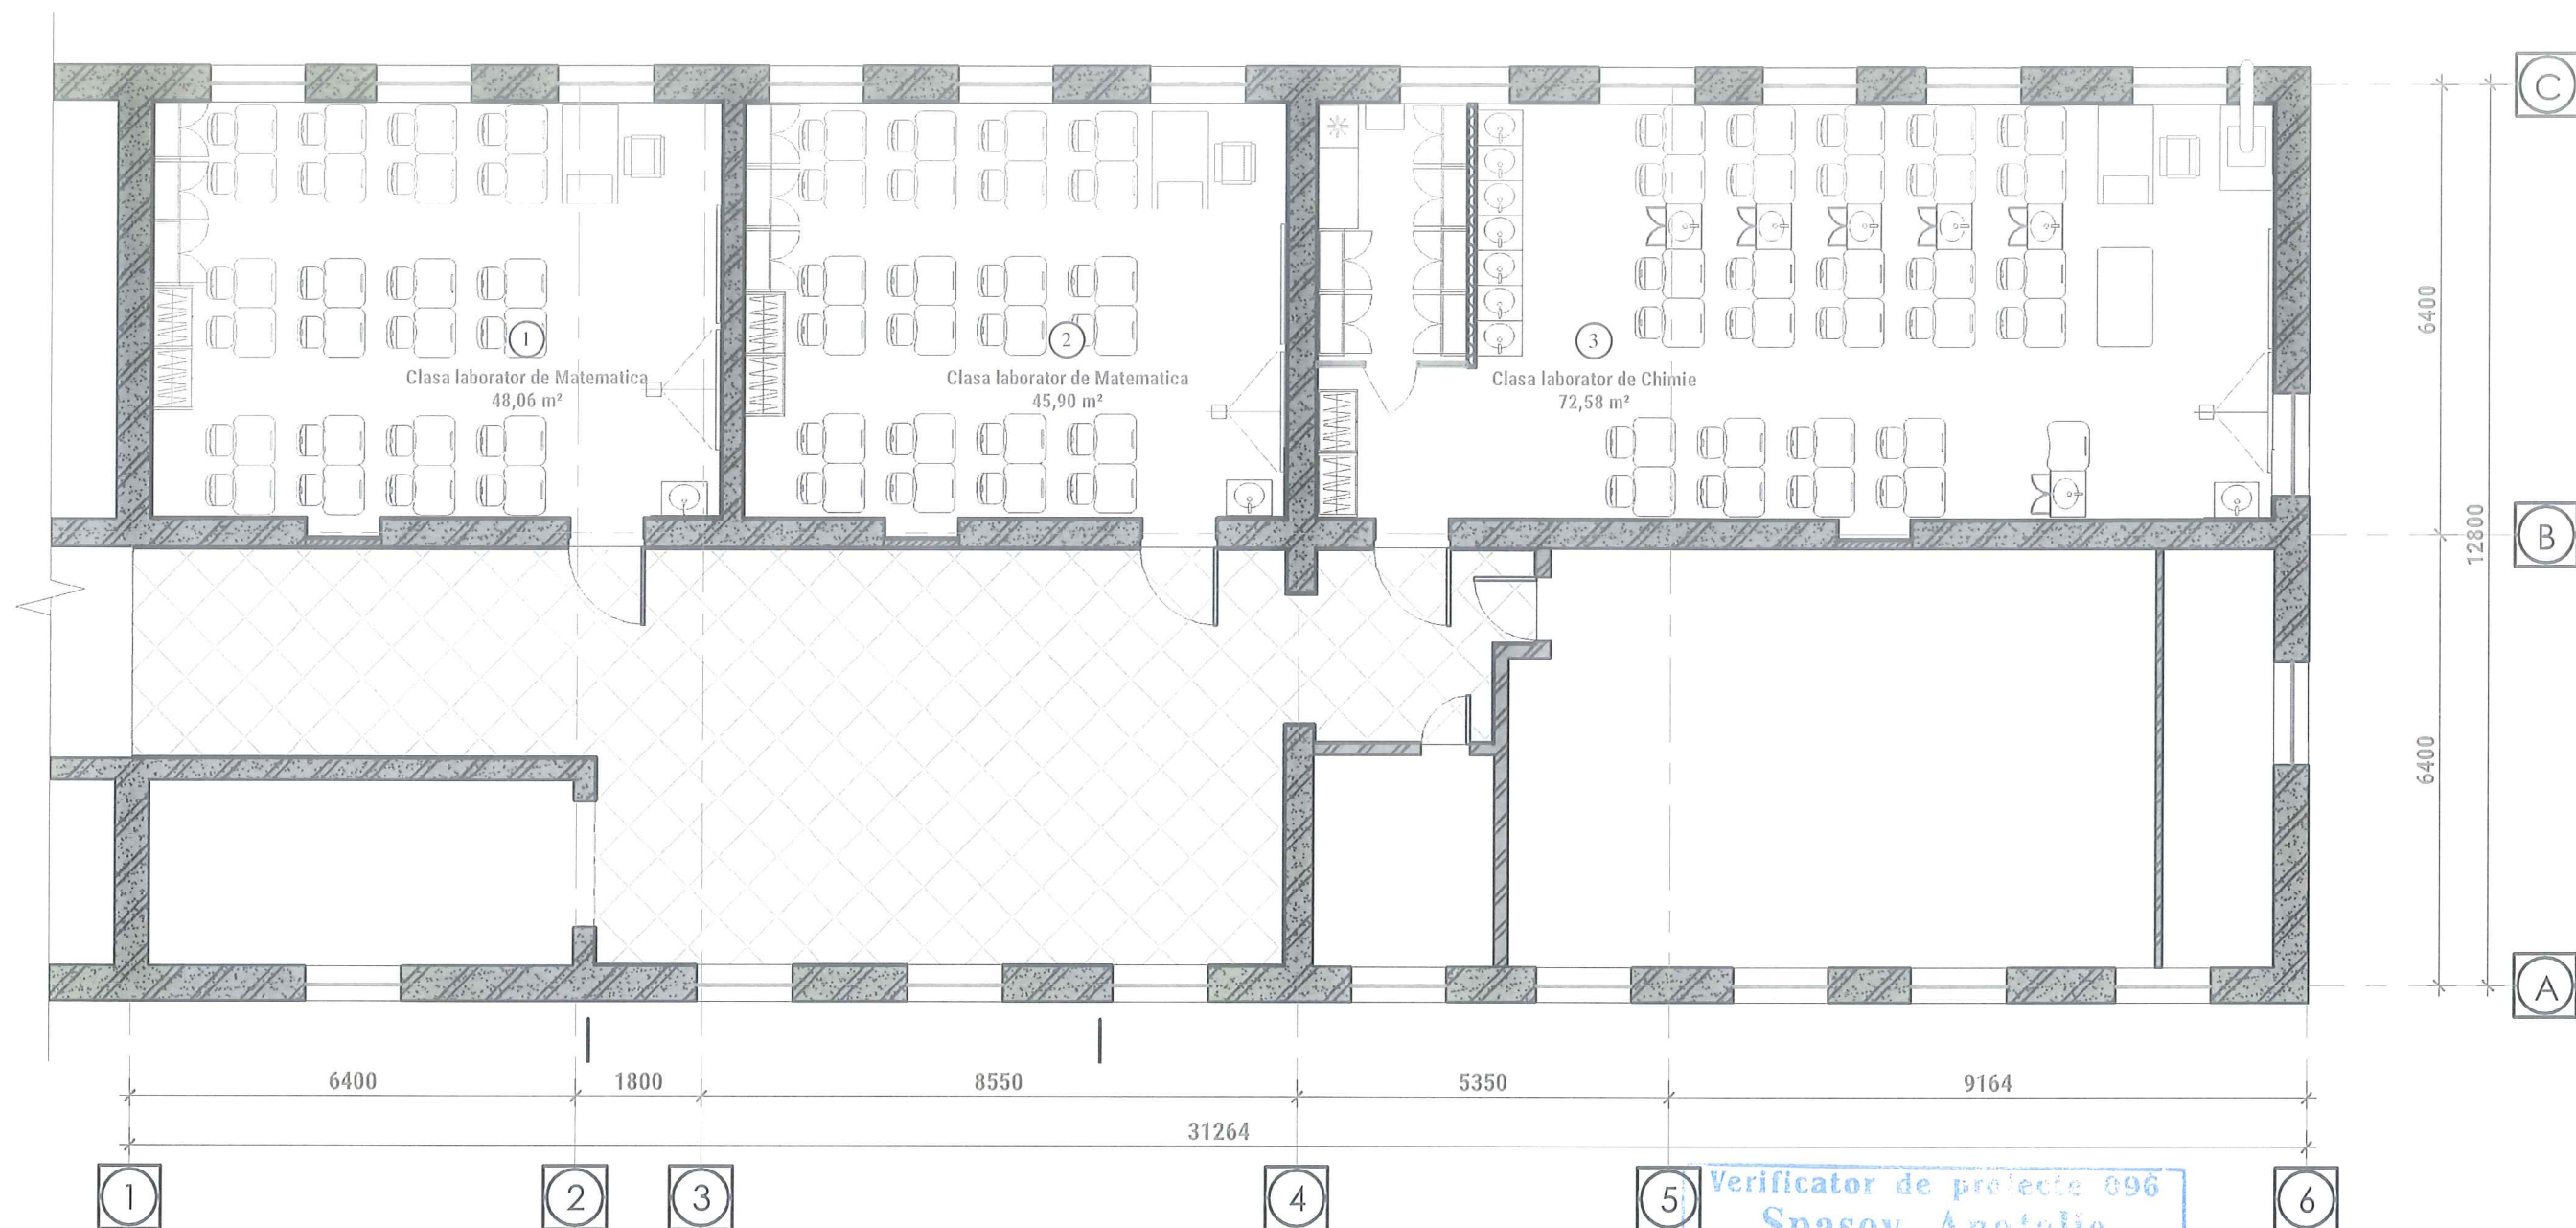 C
1
2
3
Clasa laborator de Matematica
48,06 m²
Clasa laborator de Matematica
45,90 m²
Clasa laborator de Chimie
72,58 m²
6400
12800
B
6400
A
6400
1800
8550
5350
9164
31264
1
2
3
4
5
6
Verificator de proiecte 096
Spasov Anatolie